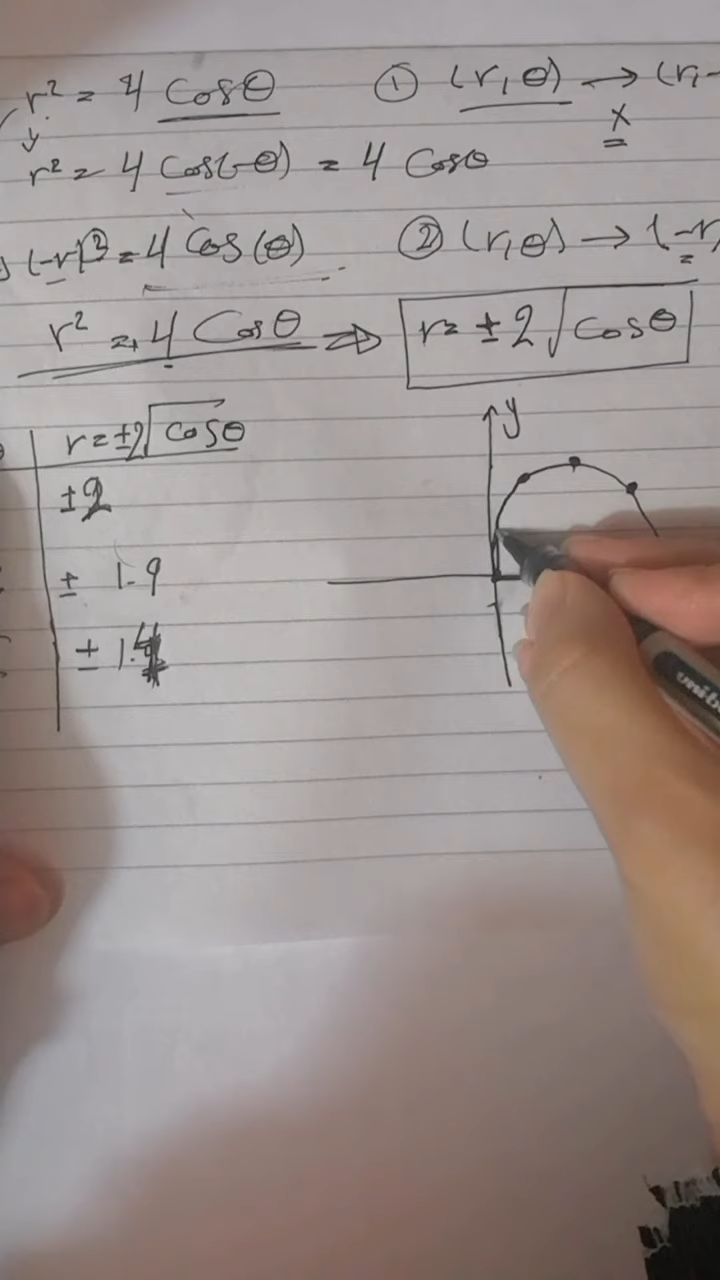 r² = 4 Cosθ ① (r, θ) → (r, -
x
r² = 4 Cos(-θ) = 4 Cosθ
(-r)² = 4 Cos(θ) ② (r, θ) → (-r,
r² = 4 Cosθ ⇒ r = ±2√cosθ
r = ±2√cosθ y
±2
± 1.9
± 1.4